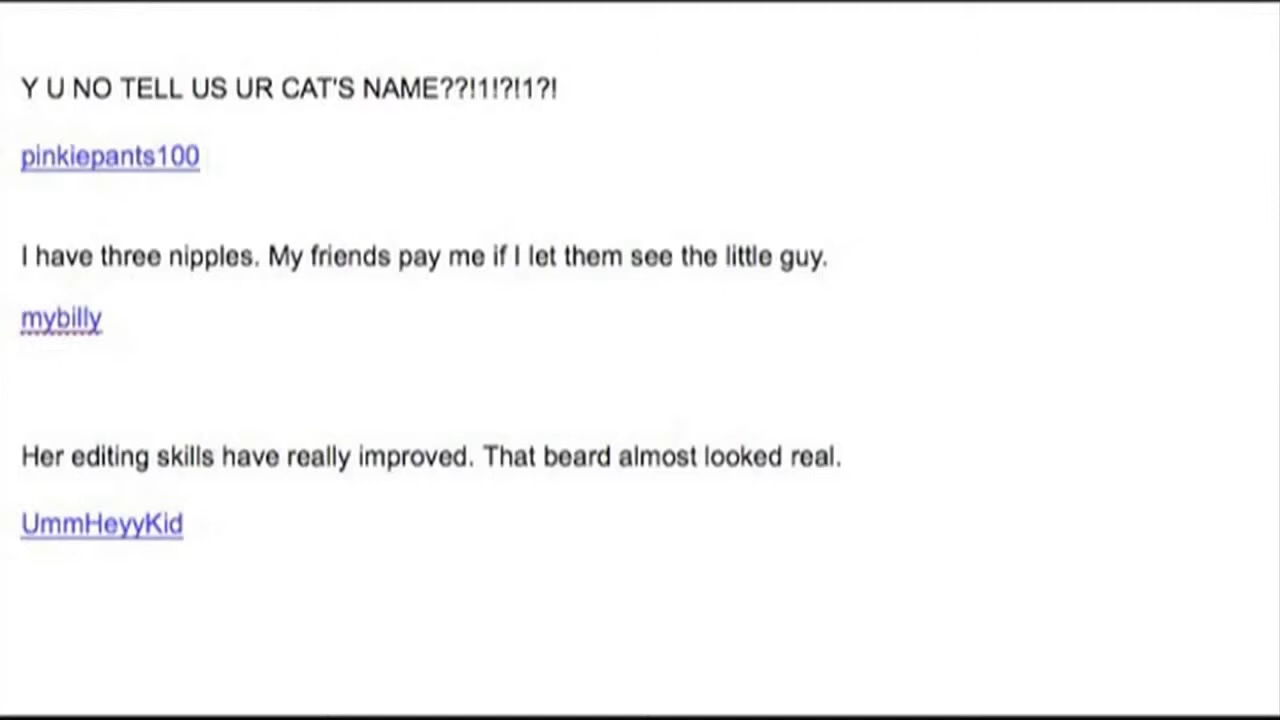 Y U NO TELL US UR CAT'S NAME??!1!?!1?!
pinkiepants100
I have three nipples. My friends pay me if I let them see the little guy.
mybilly
Her editing skills have really improved. That beard almost looked real.
UmmHeyyKid